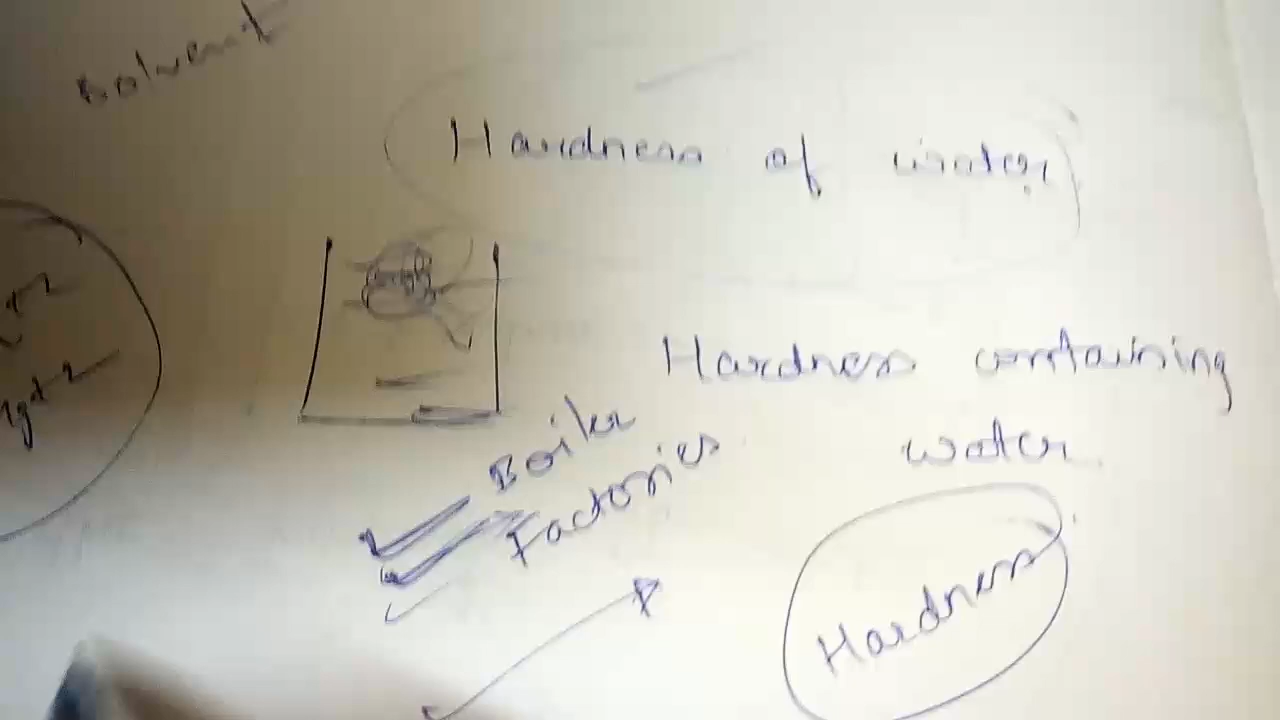 Solvent
Hardness of water
Hardness containing
water
Boiler
Factories
Hardness